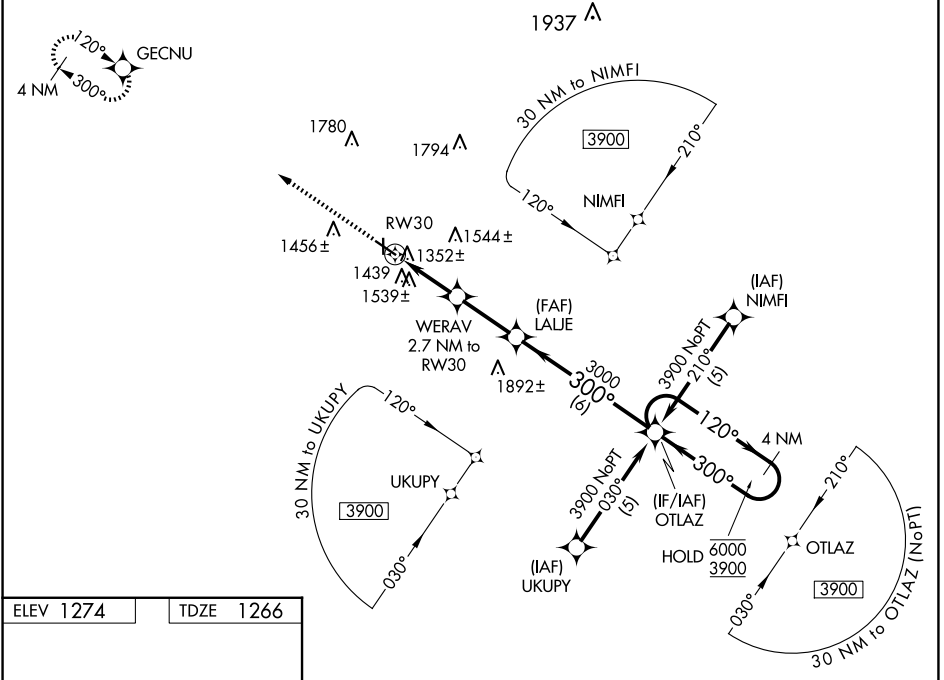 1937
120°
GECNU
4 NM
300°
30 NM to NIMFI
3900
210°
120°
NIMFI
1780
1794
RW30
1456±
1544±
1352±
1439
1539±
WERAV
2.7 NM to
RW30
(FAF)
LALJE
1892±
(IAF)
NIMFI
3900 NoPT
210°
(5)
3000
300°
(6)
120°
4 NM
300°
30 NM to UKUPY
120°
UKUPY
3900
030°
3900 NoPT
030°
(5)
(IF/IAF)
OTLAZ
HOLD
6000
3900
(IAF)
UKUPY
210°
OTLAZ
3900
030°
30 NM to OTLAZ (NoPT)
ELEV 1274
TDZE 1266